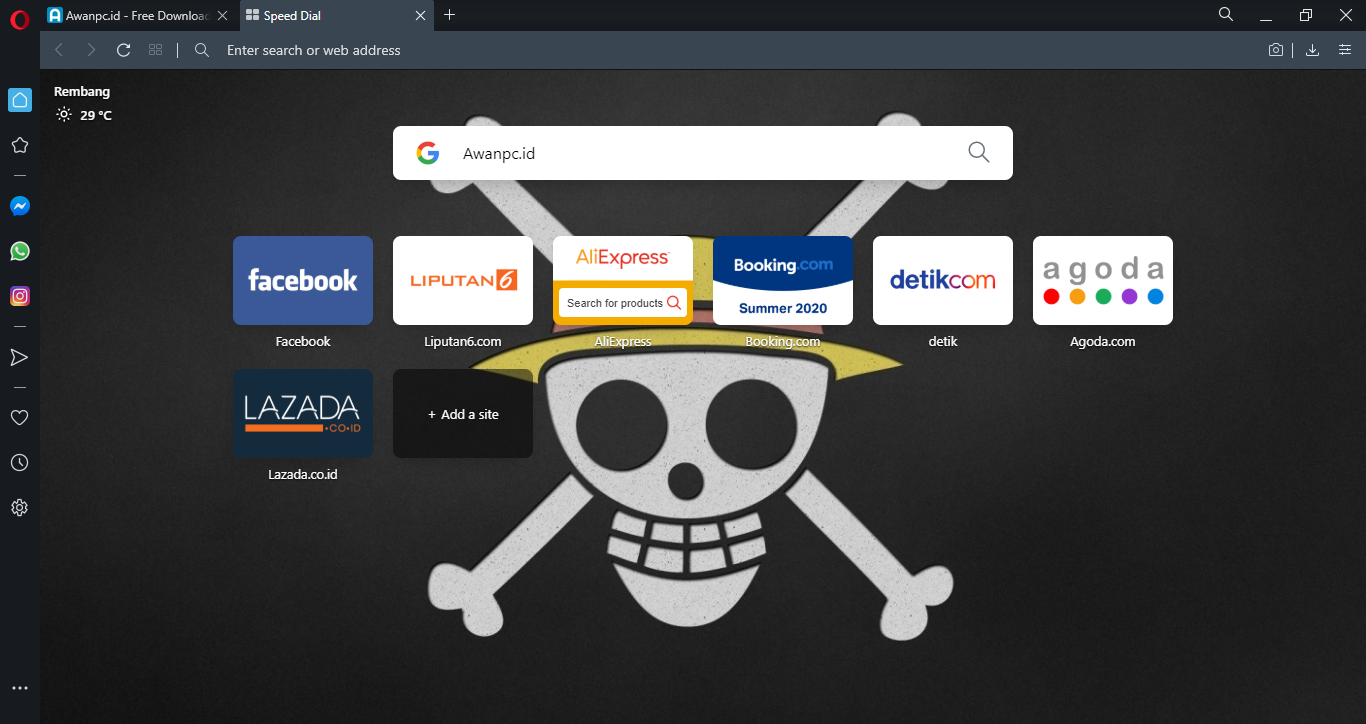 Awanpc.id - Free Download
Speed Dial
Enter search or web address
Rembang
29 °C
Awanpc.id
facebook
LIPUTAN6
AliExpress
Search for products
Booking.com
Summer 2020
detikcom
agoda
Facebook
Liputan6.com
AliExpress
Booking.com
detik
Agoda.com
LAZADA
.CO.ID
+ Add a site
Lazada.co.id